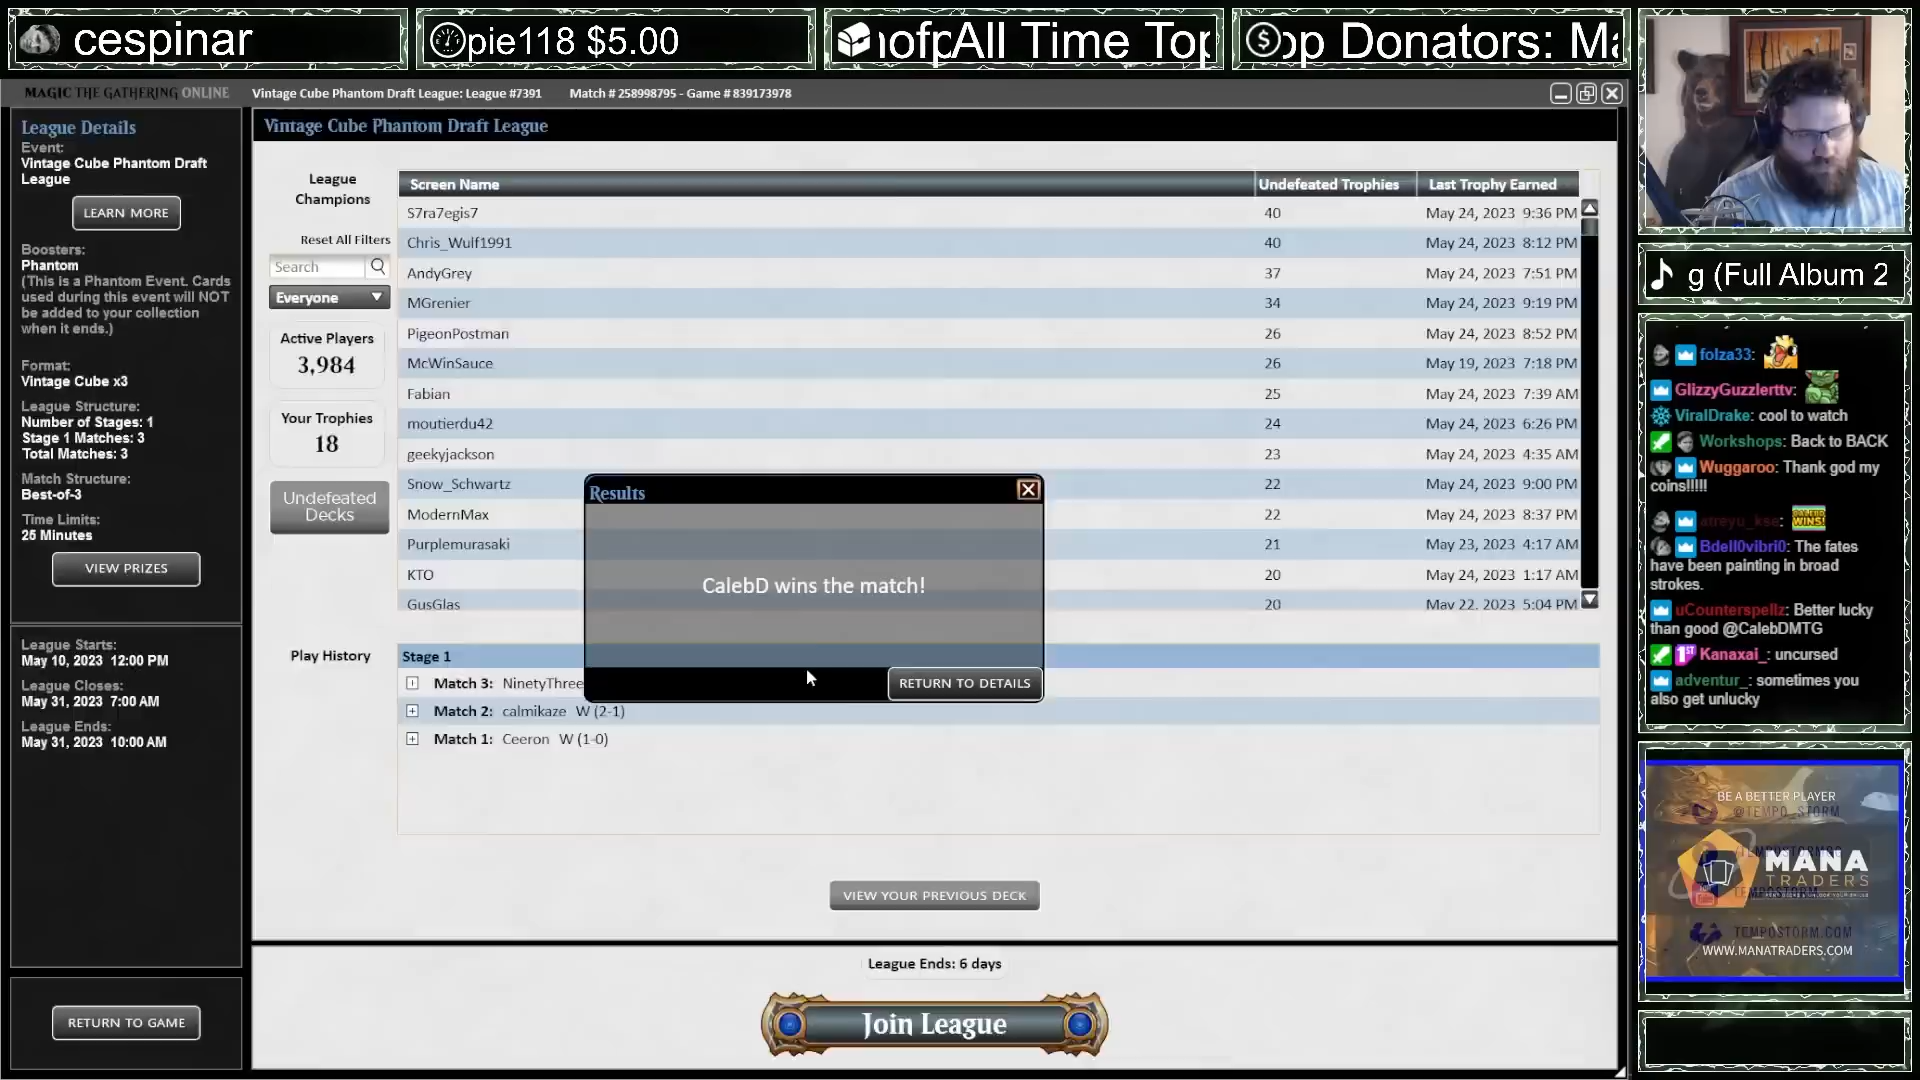 cespinar
pie118 $5.00
nofpAll Time Top
op Donators: Ma
MAGIC THE GATHERING ONLINE
Vintage Cube Phantom Draft League: League #7391
Match # 258998795 - Game # 839173978
League Details
Event:
Vintage Cube Phantom Draft
League
LEARN MORE
Boosters:
Phantom
(This is a Phantom Event. Cards
used during this event will NOT
be added to your collection
when it ends.)
Format:
Vintage Cube x3
League Structure:
Number of Stages: 1
Stage 1 Matches: 3
Total Matches: 3
Match Structure:
Best-of-3
Time Limits:
25 Minutes
VIEW PRIZES
League Starts:
May 10, 2023 12:00 PM
League Closes:
May 31, 2023 7:00 AM
League Ends:
May 31, 2023 10:00 AM
RETURN TO GAME
Vintage Cube Phantom Draft League
League
Champions
Reset All Filters
Search
Everyone
Active Players
3,984
Your Trophies
18
Undefeated
Decks
Screen Name Undefeated Trophies Last Trophy Earned
S7ra7egis7 40 May 24, 2023 9:36 PM
Chris_Wulf1991 40 May 24, 2023 8:12 PM
AndyGrey 37 May 24, 2023 7:51 PM
MGrenier 34 May 24, 2023 9:19 PM
PigeonPostman 26 May 24, 2023 8:52 PM
McWinSauce 26 May 19, 2023 7:18 PM
Fabian 25 May 24, 2023 7:39 AM
moutierdu42 24 May 24, 2023 6:26 PM
geekyjackson 23 May 24, 2023 4:35 AM
Snow_Schwartz 22 May 24, 2023 9:00 PM
ModernMax 22 May 24, 2023 8:37 PM
Purplemurasaki 21 May 23, 2023 4:17 AM
KTO 20 May 24, 2023 1:17 AM
GusGlas 20 May 22, 2023 5:04 PM
Results
CalebD wins the match!
RETURN TO DETAILS
Play History
Stage 1
Match 3: NinetyThree
Match 2: calmikaze W (2-1)
Match 1: Ceeron W (1-0)
VIEW YOUR PREVIOUS DECK
League Ends: 6 days
Join League
g (Full Album 2
folza33:
GlizzyGuzzlerttv:
ViralDrake: cool to watch
Workshops: Back to BACK
Wuggaroo: Thank god my
coins!!!!!
atreyu_kse: CALEBD WINS!
Bdell0vibri0: The fates
have been painting in broad
strokes.
uCounterspellz: Better lucky
than good @CalebDMTG
Kanaxai_: uncursed
adventur_: sometimes you
also get unlucky
BE A BETTER PLAYER
@TEMPO_STORM
MANA
TRADERS
TEMPOSTORM
TEMPOSTORM.COM
WWW.MANATRADERS.COM